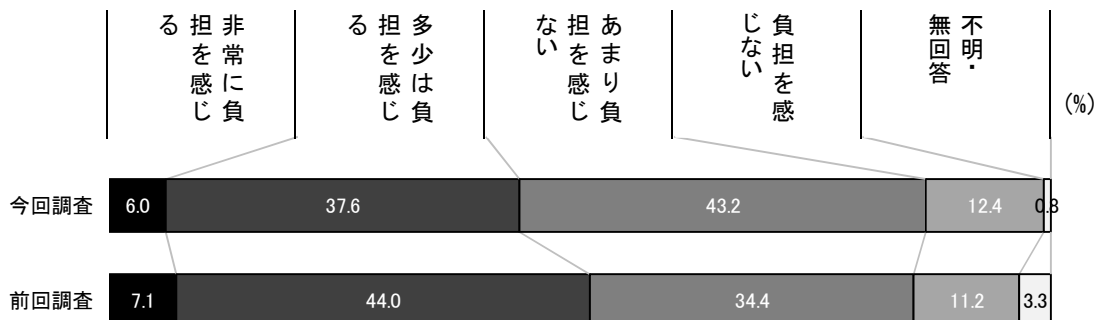 非常に負
担を感じ
る
多少は負
担を感じ
る
あまり負
担を感じ
ない
負担を感
じない
不明・
無回答
(%)
今回調査 6.0 37.6 43.2 12.4 0.8
前回調査 7.1 44.0 34.4 11.2 3.3